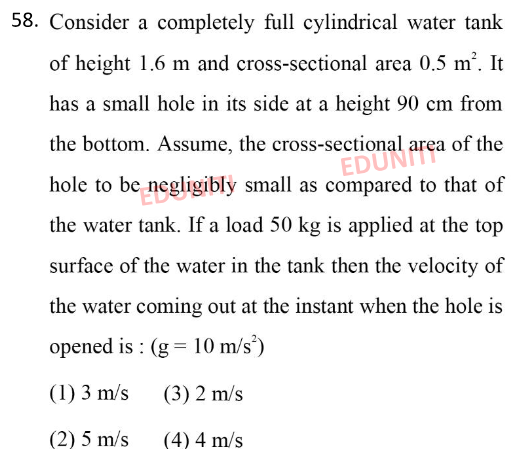 58. Consider a completely full cylindrical water tank
of height 1.6 m and cross-sectional area 0.5 m². It
has a small hole in its side at a height 90 cm from
the bottom. Assume, the cross-sectional area of the
EDUNITI
hole to be negligibly small as compared to that of
EDUNITI
the water tank. If a load 50 kg is applied at the top
surface of the water in the tank then the velocity of
the water coming out at the instant when the hole is
opened is : (g = 10 m/s²)
(1) 3 m/s (3) 2 m/s
(2) 5 m/s (4) 4 m/s